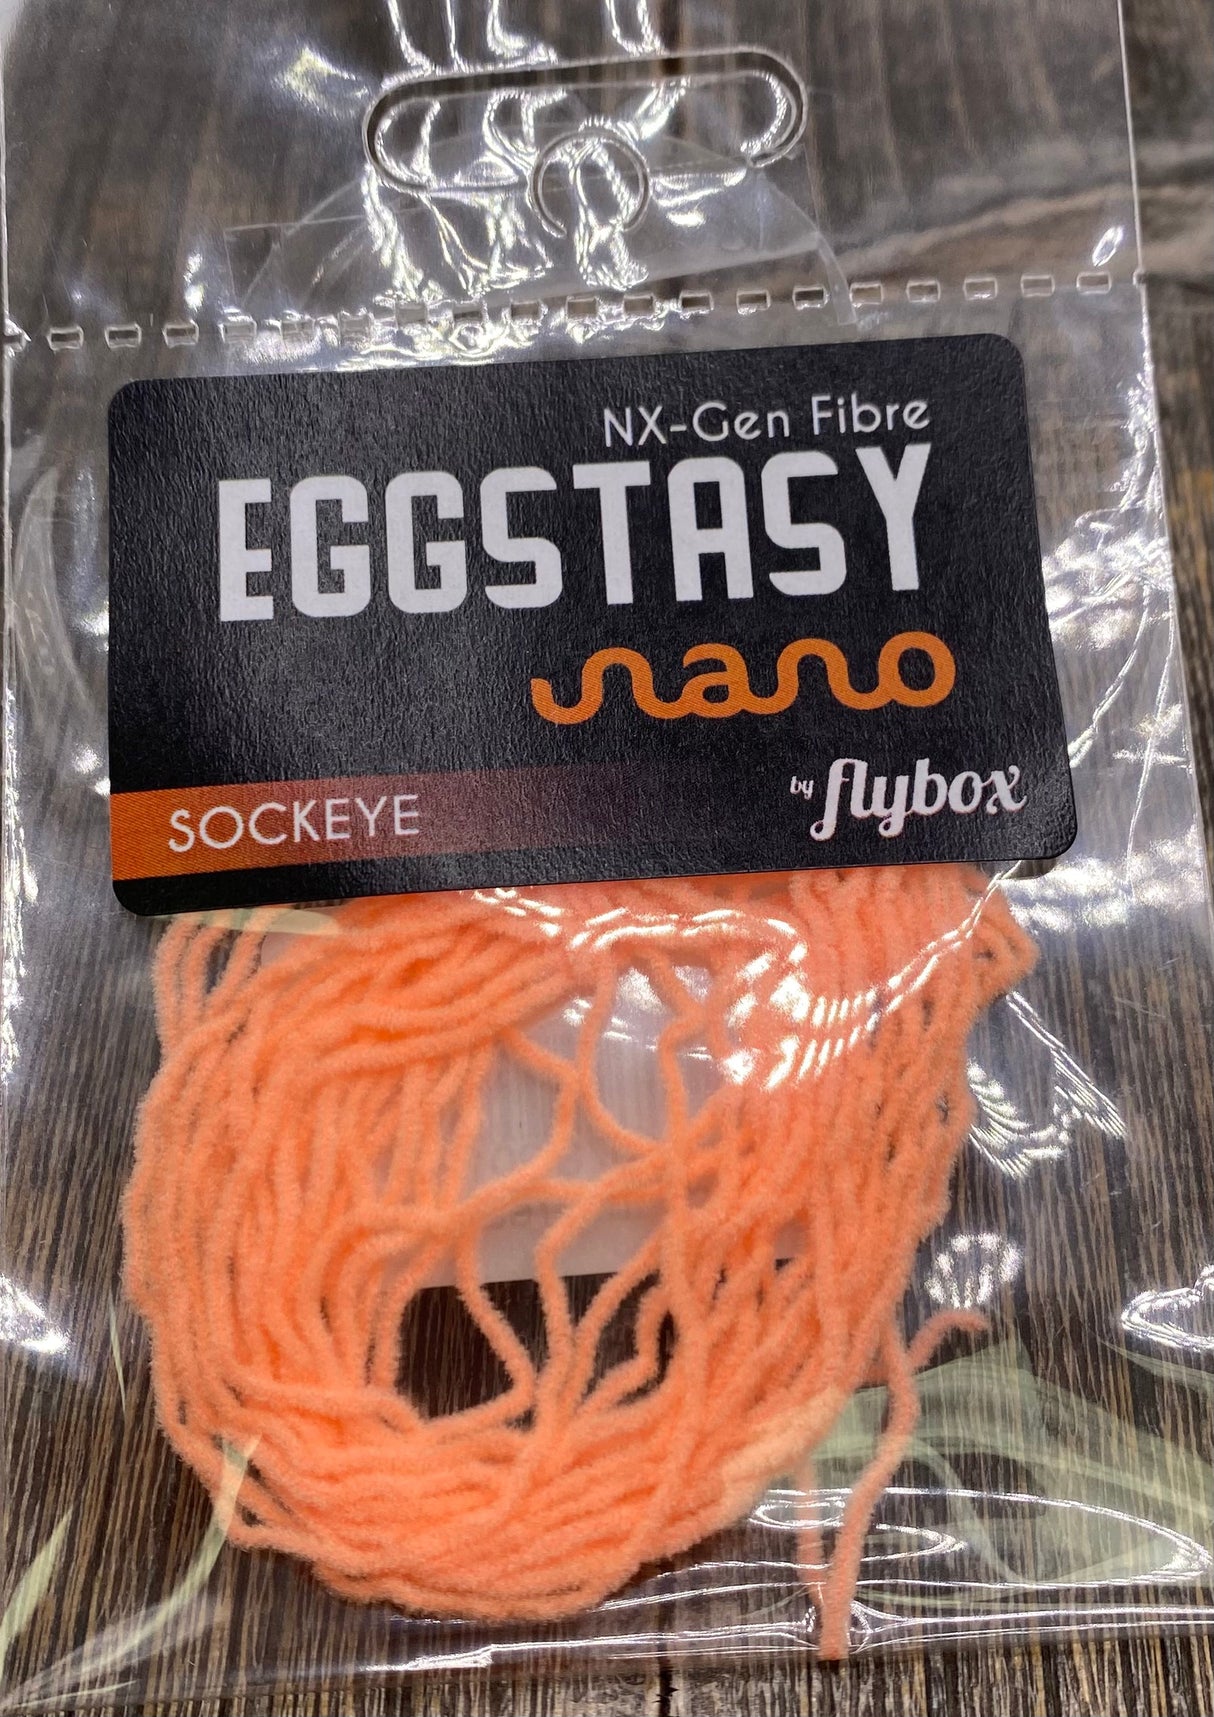 NX-Gen Fibre
EGGSTASY
nano
by flybox
SOCKEYE